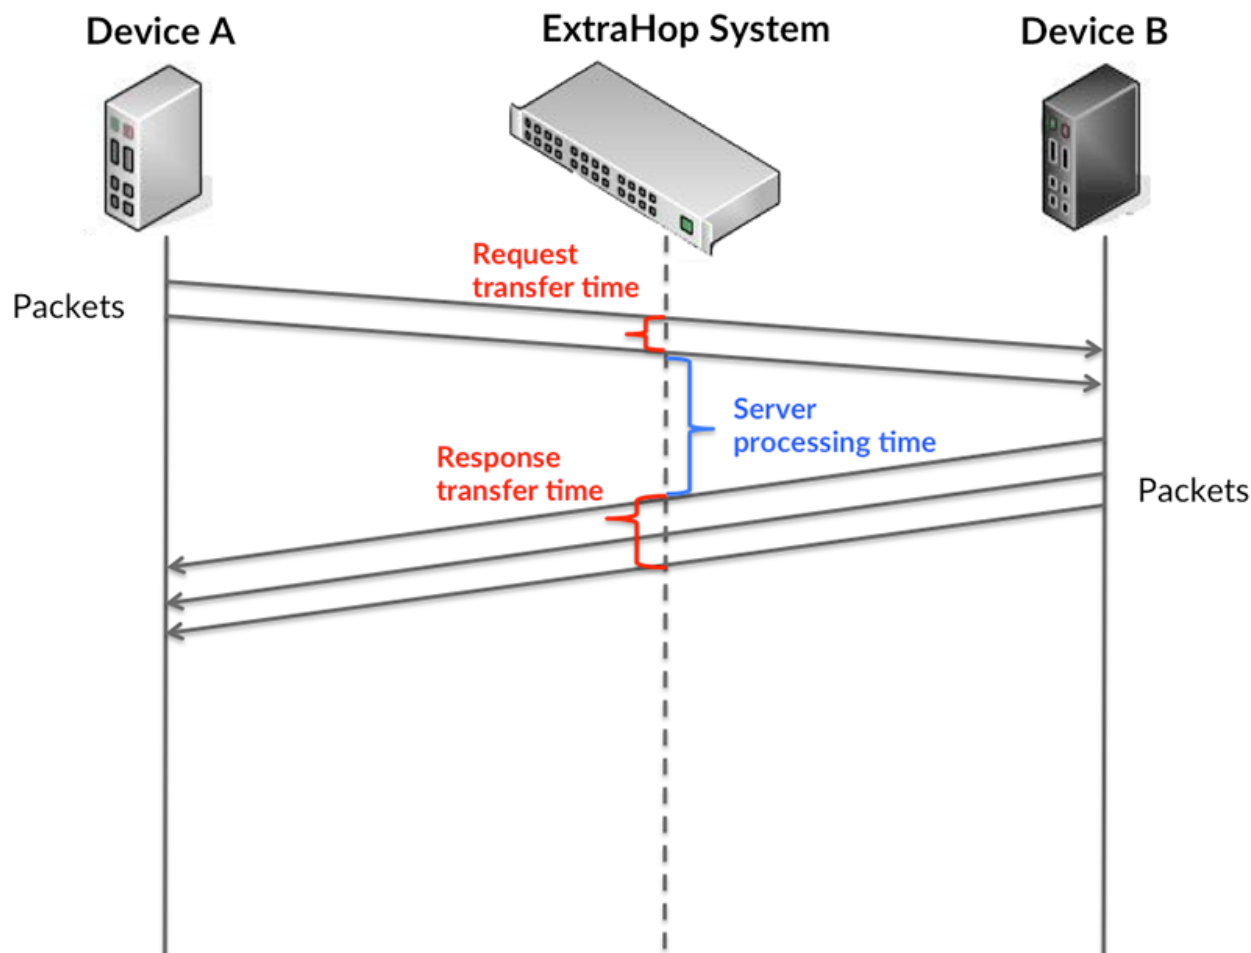 Device A
ExtraHop System
Device B
Request
transfer time
Packets
Server
processing time
Response
transfer time
Packets